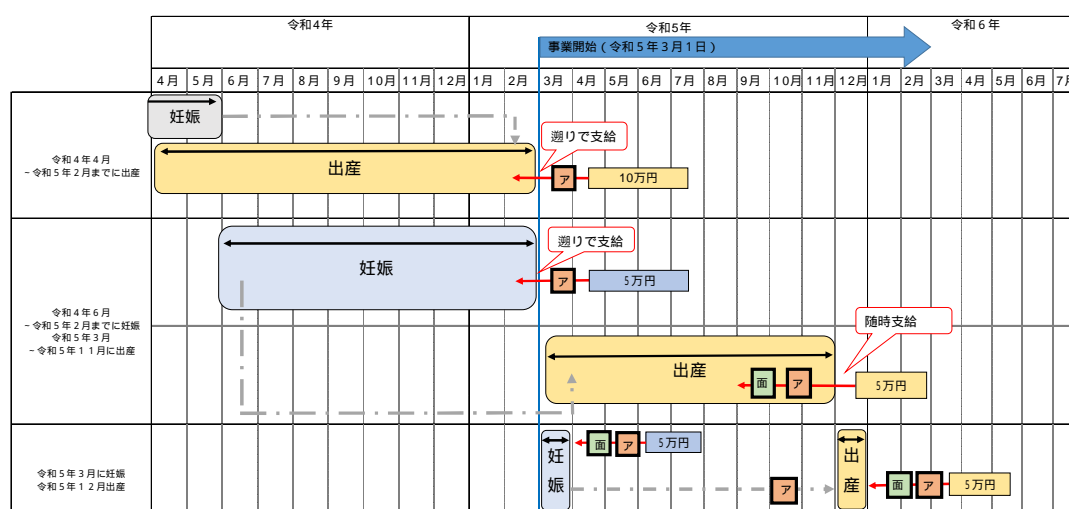 令和4年
令和5年
令和６年
事業開始（令和５年３月１日）
4月 5月 6月 7月 8月 9月 10月 11月 12月 1月 2月 3月 4月 5月 6月 7月 8月 9月 10月 11月 12月 1月 2月 3月 4月 5月 6月 7月
妊娠
遡りで支給
令和４年４月
~令和５年２月までに出産
出産
ア
10万円
遡りで支給
妊娠
ア
5万円
令和４年６月
~令和５年２月までに妊娠
令和５年３月
~令和５年１１月に出産
随時支給
出産
面
ア
5万円
令和５年３月に妊娠
令和５年１２月出産
妊娠
面
ア
5万円
ア
出産
面
ア
5万円